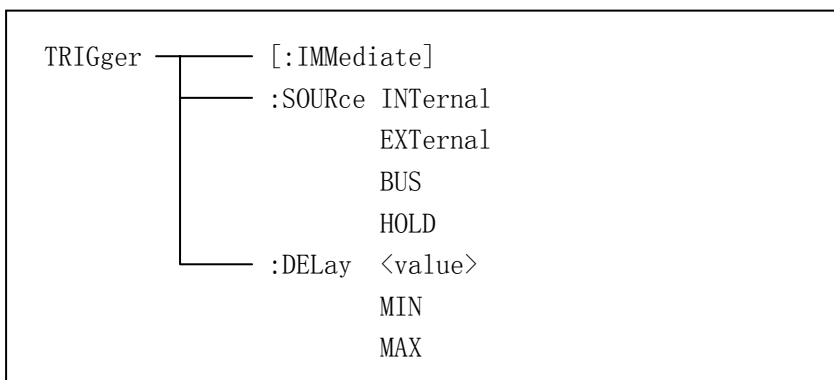 TRIGger [:IMMediate]
:SOURce INTernal
EXTernal
BUS
HOLD
:DELay <value>
MIN
MAX